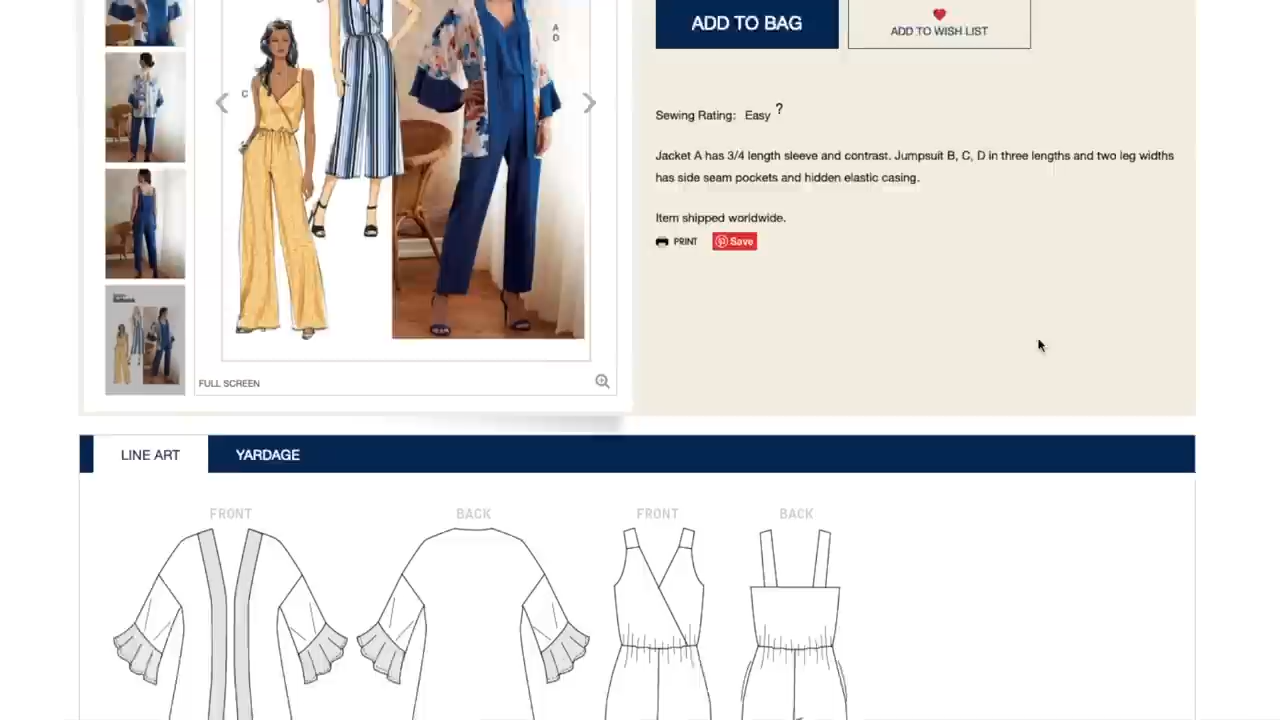 ADD TO BAG
ADD TO WISH LIST
A
D
C
Sewing Rating: Easy ?
Jacket A has 3/4 length sleeve and contrast. Jumpsuit B, C, D in three lengths and two leg widths
has side seam pockets and hidden elastic casing.
Item shipped worldwide.
PRINT Save
FULL SCREEN
LINE ART YARDAGE
FRONT BACK FRONT BACK